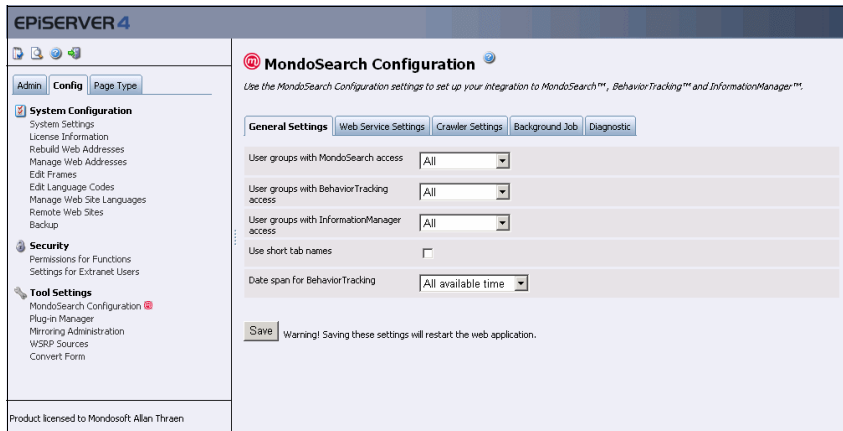 EPiSERVER 4
Admin Config Page Type
System Configuration
System Settings
License Information
Rebuild Web Addresses
Manage Web Addresses
Edit Frames
Edit Language Codes
Manage Web Site Languages
Remote Web Sites
Backup
Security
Permissions for Functions
Settings for Extranet Users
Tool Settings
MondoSearch Configuration
Plug-in Manager
Mirroring Administration
WSRP Sources
Convert Form
Product licensed to Mondosoft Allan Thraen
MondoSearch Configuration
Use the MondoSearch Configuration settings to set up your integration to MondoSearch™, BehaviorTracking™ and InformationManager™.
General Settings Web Service Settings Crawler Settings Background Job Diagnostic
User groups with MondoSearch access All
User groups with BehaviorTracking
access All
User groups with InformationManager
access All
Use short tab names
Date span for BehaviorTracking All available time
Save Warning! Saving these settings will restart the web application.